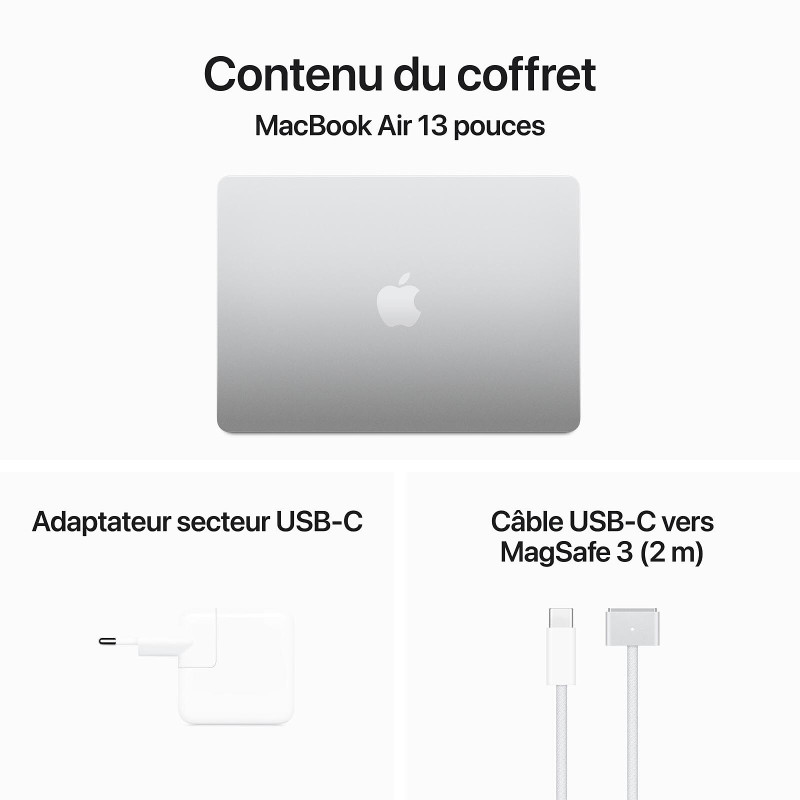 Contenu du coffret
MacBook Air 13 pouces
Adaptateur secteur USB-C
Câble USB-C vers
MagSafe 3 (2 m)